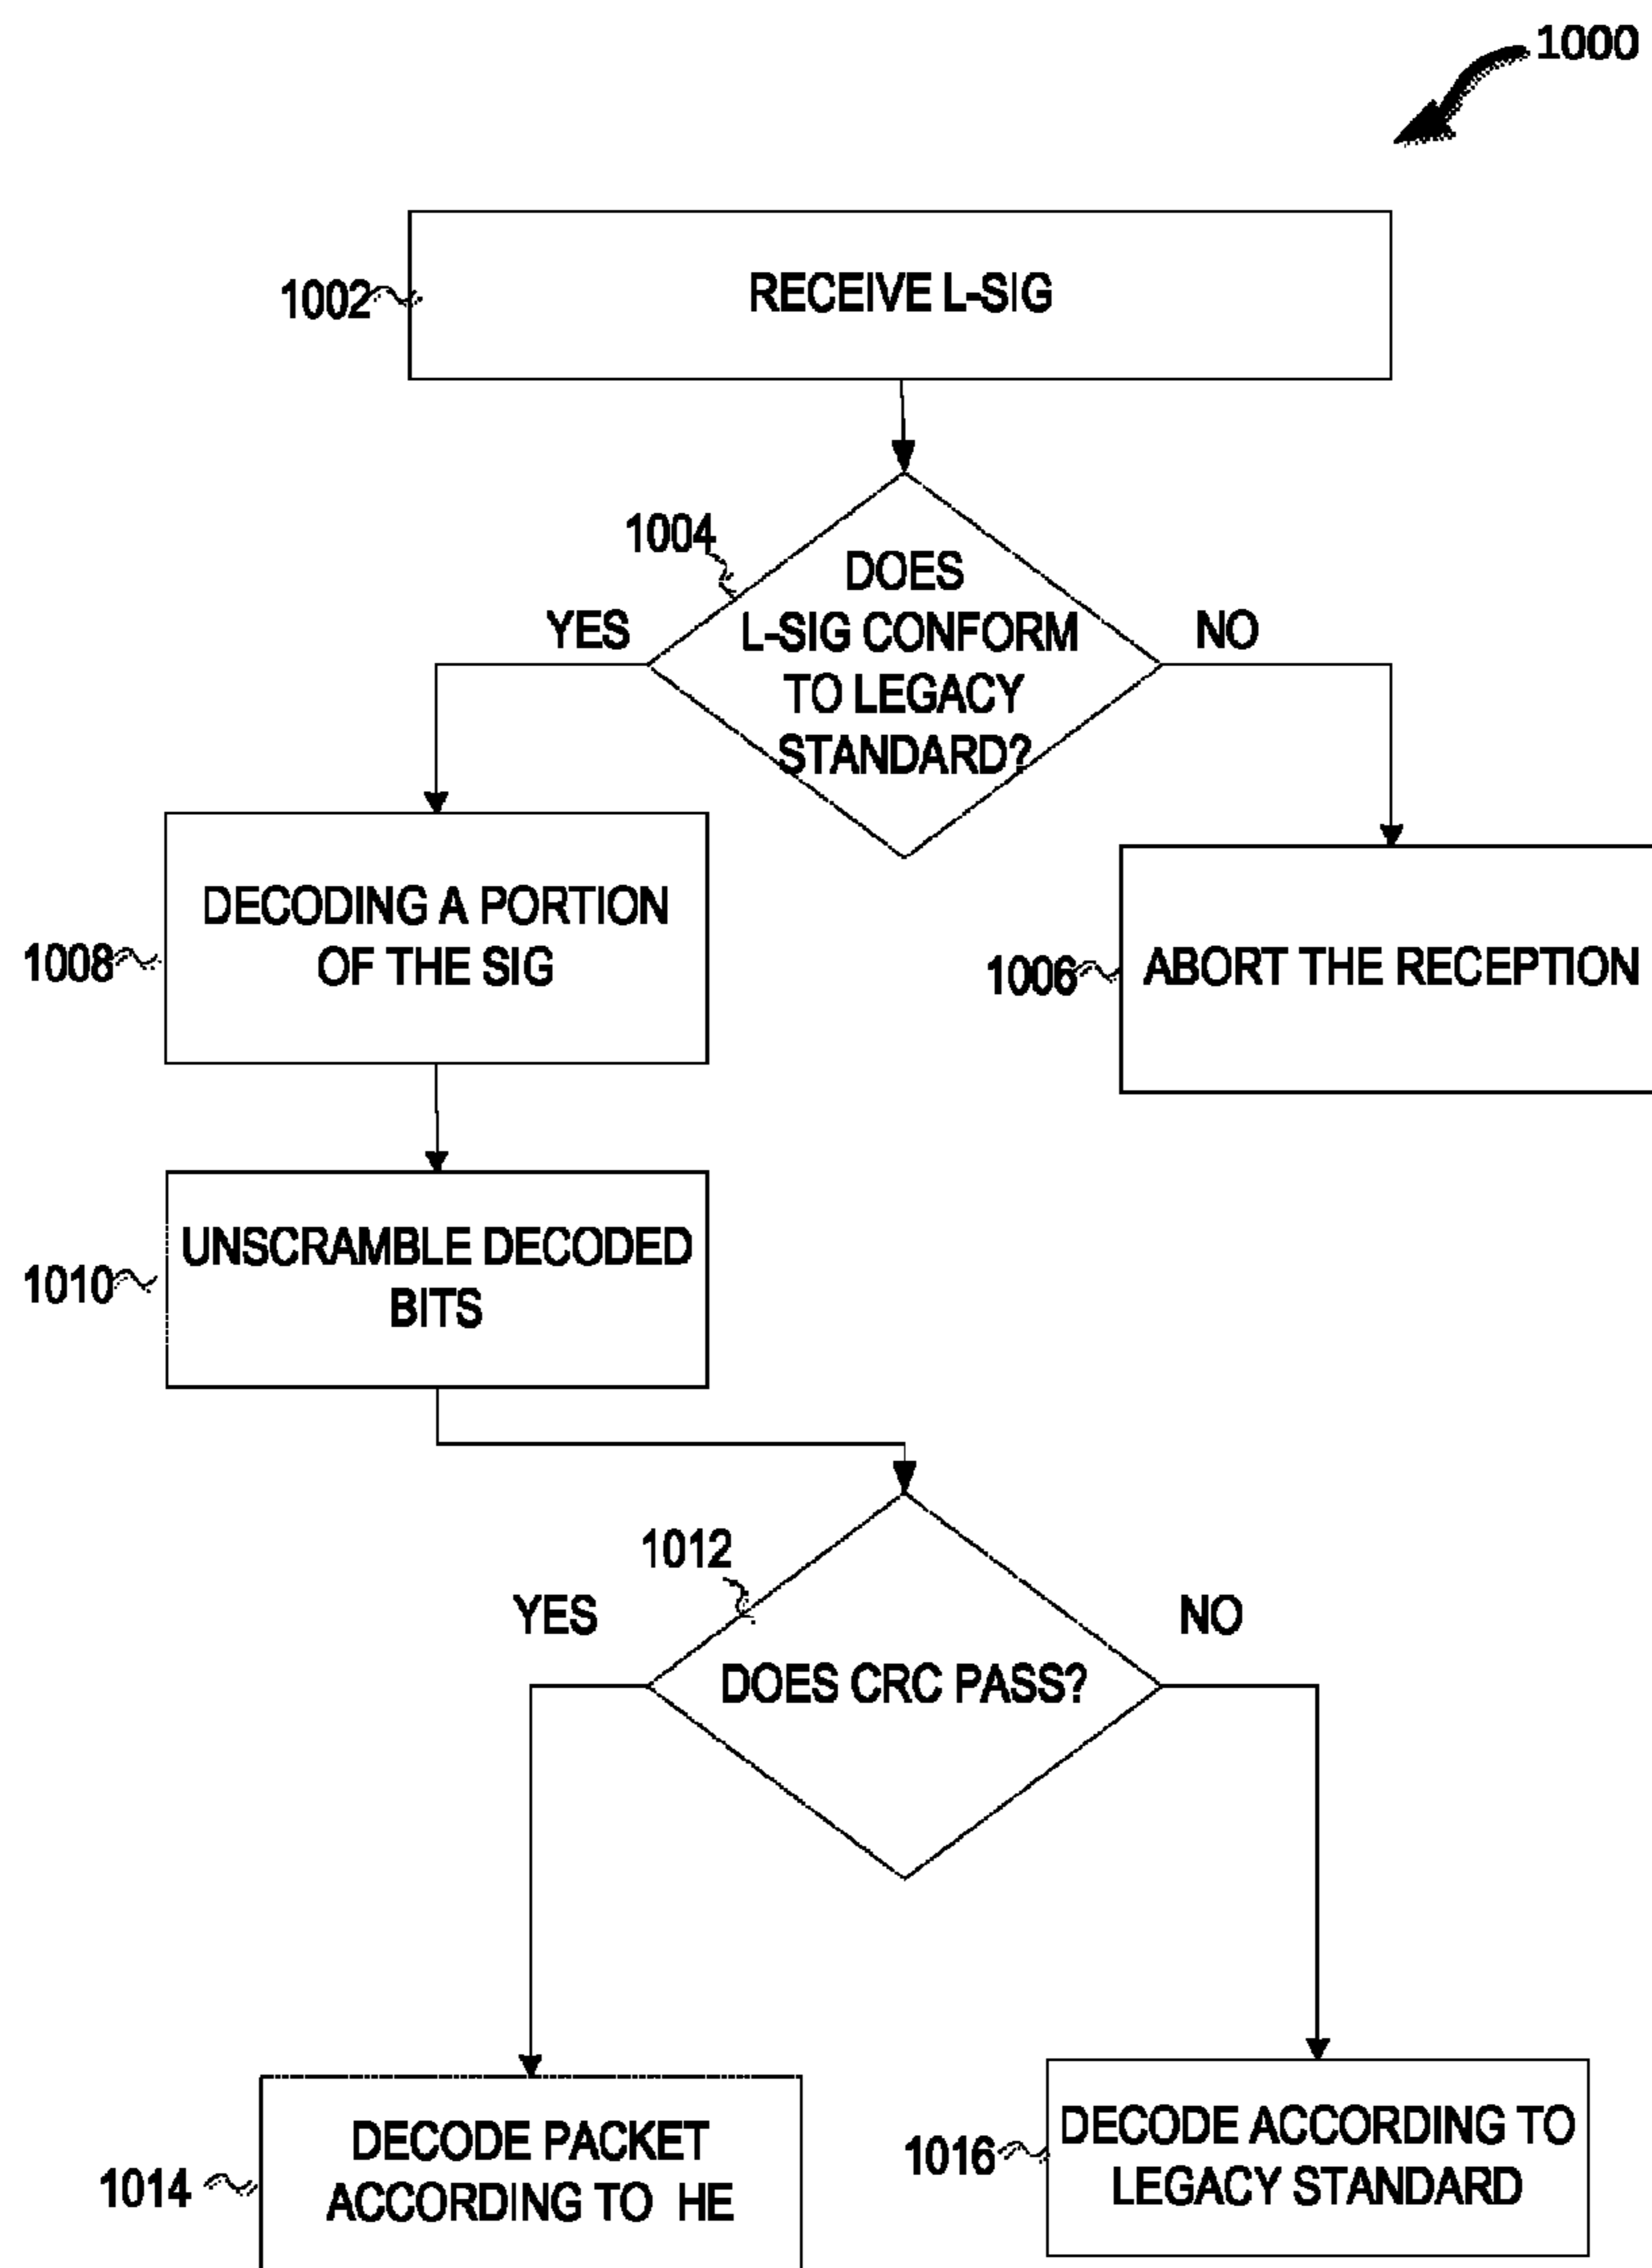 1000
1002
RECEIVE L-SIG
1004
DOES
L-SIG CONFORM
TO LEGACY
STANDARD?
YES
NO
1008
DECODING A PORTION
OF THE SIG
1006
ABORT THE RECEPTION
1010
UNSCRAMBLE DECODED
BITS
1012
YES
NO
DOES CRC PASS?
1014
DECODE PACKET
ACCORDING TO HE
1016
DECODE ACCORDING TO
LEGACY STANDARD